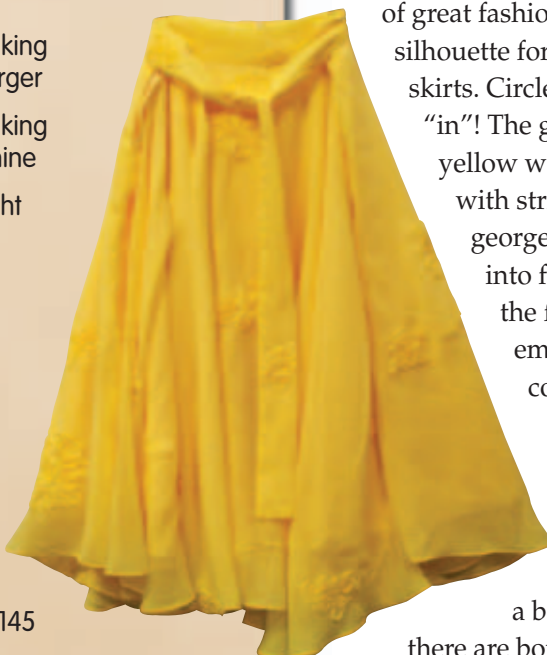 king
rger
king
ine
ht
145
of great fashio
silhouette for
skirts. Circle
"in"! The g
yellow w
with str
george
into f
the f
em
co
a b
there are bo